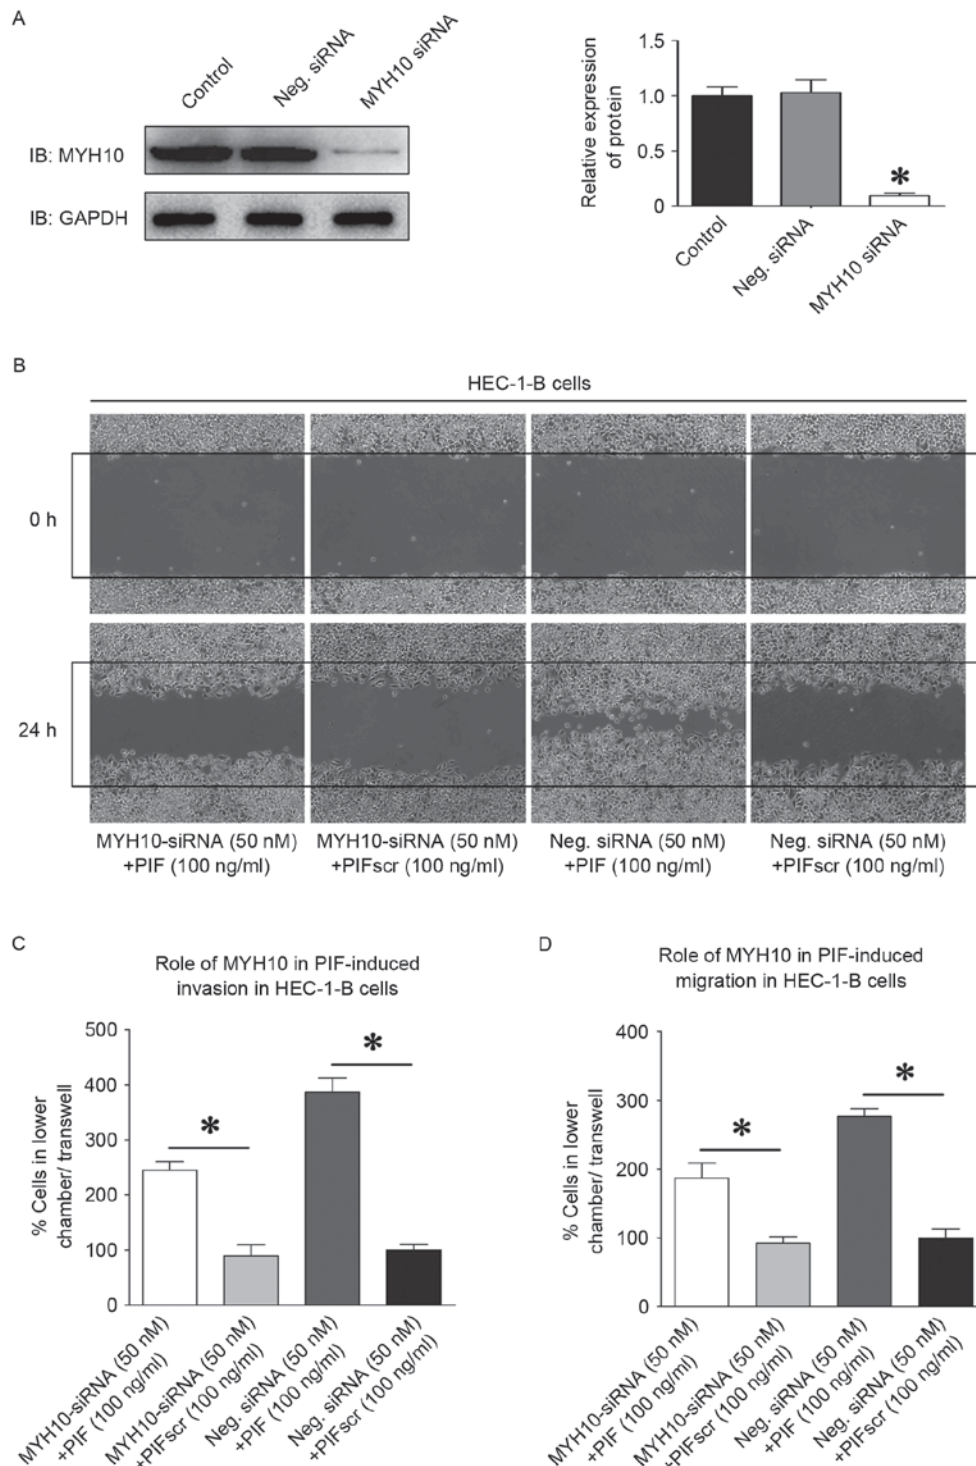 A
Control
Neg. siRNA
MYH10 siRNA
IB: MYH10
IB: GAPDH
Relative expression
of protein
1.5
1.0
0.5
0
*
Control
Neg. siRNA
MYH10 siRNA
B
HEC-1-B cells
0 h
24 h
MYH10-siRNA (50 nM)
+PIF (100 ng/ml)
MYH10-siRNA (50 nM)
+PIFscr (100 ng/ml)
Neg. siRNA (50 nM)
+PIF (100 ng/ml)
Neg. siRNA (50 nM)
+PIFscr (100 ng/ml)
C
Role of MYH10 in PIF-induced
invasion in HEC-1-B cells
% Cells in lower
chamber/ transwell
500
400
300
200
100
0
*
*
MYH10-siRNA (50 nM)
+PIF (100 ng/ml)
MYH10-siRNA (50 nM)
+PIFscr (100 ng/ml)
Neg. siRNA (50 nM)
+PIF (100 ng/ml)
Neg. siRNA (50 nM)
+PIFscr (100 ng/ml)
D
Role of MYH10 in PIF-induced
migration in HEC-1-B cells
% Cells in lower
chamber/ transwell
400
300
200
100
0
*
*
MYH10-siRNA (50 nM)
+PIF (100 ng/ml)
MYH10-siRNA (50 nM)
+PIFscr (100 ng/ml)
Neg. siRNA (50 nM)
+PIF (100 ng/ml)
Neg. siRNA (50 nM)
+PIFscr (100 ng/ml)